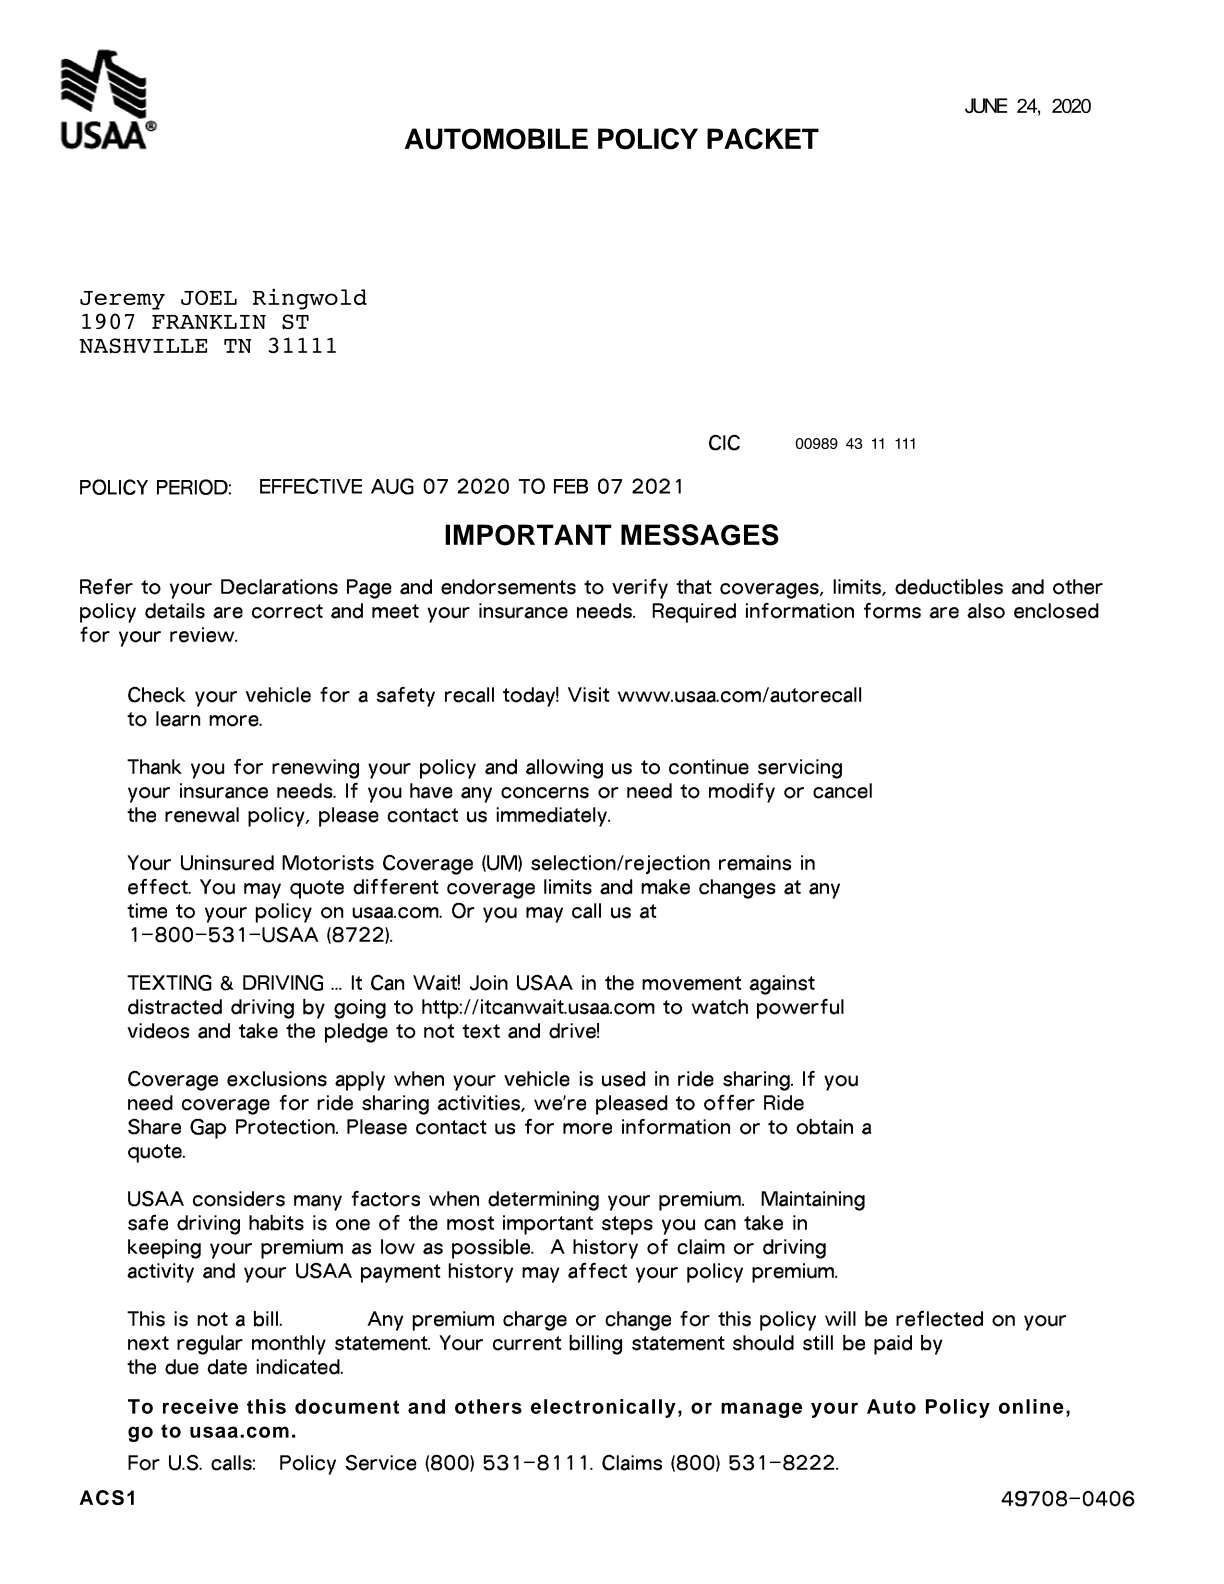 USAA®
JUNE 24, 2020
AUTOMOBILE POLICY PACKET
Jeremy JOEL Ringwold
1907 FRANKLIN ST
NASHVILLE TN 31111
CIC 00989 43 11 111
POLICY PERIOD: EFFECTIVE AUG 07 2020 TO FEB 07 2021
IMPORTANT MESSAGES
Refer to your Declarations Page and endorsements to verify that coverages, limits, deductibles and other
policy details are correct and meet your insurance needs. Required information forms are also enclosed
for your review.
Check your vehicle for a safety recall today! Visit www.usaa.com/autorecall
to learn more.
Thank you for renewing your policy and allowing us to continue servicing
your insurance needs. If you have any concerns or need to modify or cancel
the renewal policy, please contact us immediately.
Your Uninsured Motorists Coverage (UM) selection/rejection remains in
effect. You may quote different coverage limits and make changes at any
time to your policy on usaa.com. Or you may call us at
1-800-531-USAA (8722).
TEXTING & DRIVING ... It Can Wait! Join USAA in the movement against
distracted driving by going to http://itcanwait.usaa.com to watch powerful
videos and take the pledge to not text and drive!
Coverage exclusions apply when your vehicle is used in ride sharing. If you
need coverage for ride sharing activities, we're pleased to offer Ride
Share Gap Protection. Please contact us for more information or to obtain a
quote.
USAA considers many factors when determining your premium. Maintaining
safe driving habits is one of the most important steps you can take in
keeping your premium as low as possible. A history of claim or driving
activity and your USAA payment history may affect your policy premium.
This is not a bill. Any premium charge or change for this policy will be reflected on your
next regular monthly statement. Your current billing statement should still be paid by
the due date indicated.
To receive this document and others electronically, or manage your Auto Policy online,
go to usaa.com.
For U.S. calls: Policy Service (800) 531-8111. Claims (800) 531-8222.
ACS1 49708-0406